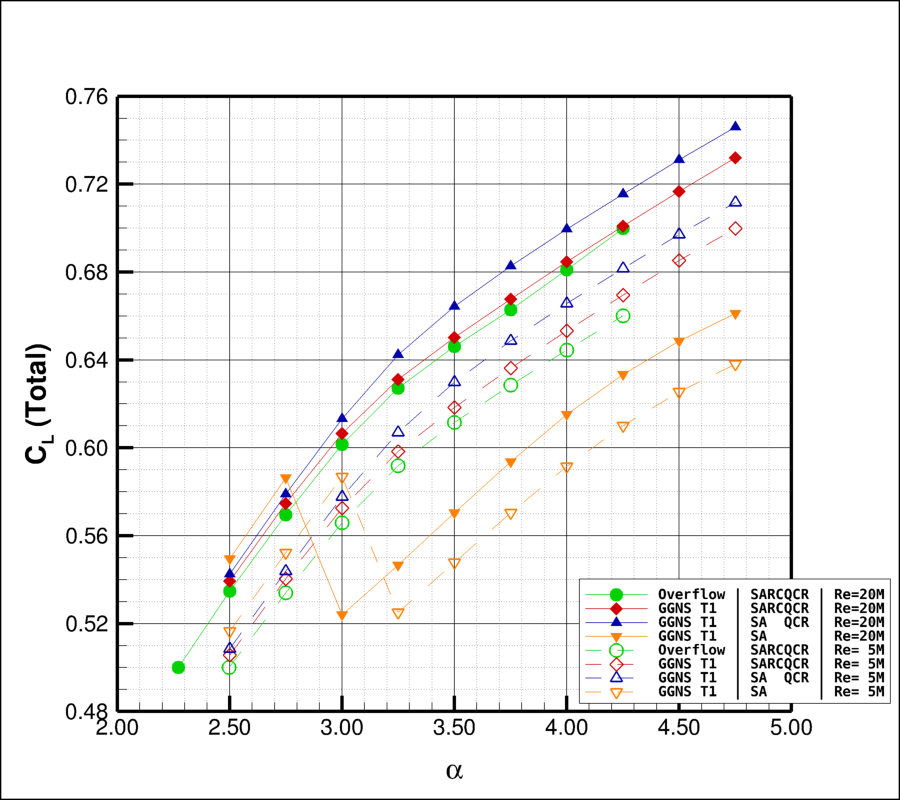 0.76
0.72
0.68
0.64
0.60
0.56
0.52
0.48
CL (Total)
2.00 2.50 3.00 3.50 4.00 4.50 5.00
α
Overflow | SARCQCR | Re=20M
GGNS T1 | SARCQCR | Re=20M
GGNS T1 | SA QCR | Re=20M
GGNS T1 | SA | Re=20M
Overflow | SARCQCR | Re= 5M
GGNS T1 | SARCQCR | Re= 5M
GGNS T1 | SA QCR | Re= 5M
GGNS T1 | SA | Re= 5M